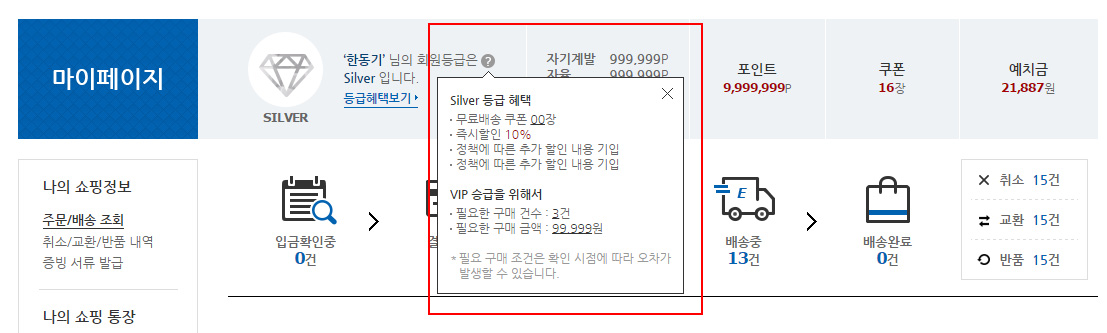 마이페이지
SILVER
‘한동기’ 님의 회원등급은 ?
Silver 입니다.
등급혜택보기
자기계발 999,999P
자율 999,999P
포인트
9,999,999P
쿠폰
16장
예치금
21,887원
Silver 등급 혜택
· 무료배송 쿠폰 00장
· 즉시할인 10%
· 정책에 따른 추가 할인 내용 기입
· 정책에 따른 추가 할인 내용 기입
VIP 승급을 위해서
· 필요한 구매 건수 : 3건
· 필요한 구매 금액 : 99,999원
* 필요 구매 조건은 확인 시점에 따라 오차가
발생할 수 있습니다.
나의 쇼핑정보
주문/배송 조회
취소/교환/반품 내역
증빙 서류 발급
나의 쇼핑 통장
입금확인중
0건
E
배송중
13건
배송완료
0건
취소 15건
교환 15건
반품 15건